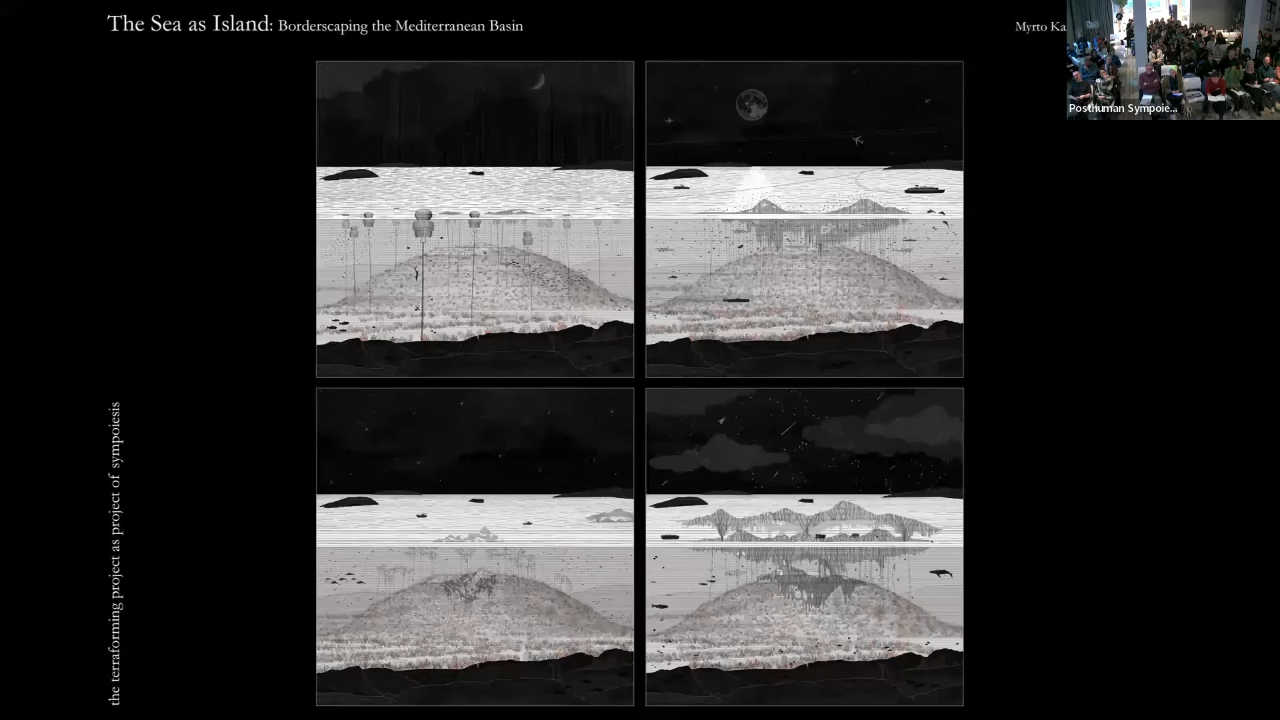 The Sea as Island: Borderscaping the Mediterranean Basin
Myrto Ka
Posthuman Sympoie...
the terraforming project as project of sympoiesis